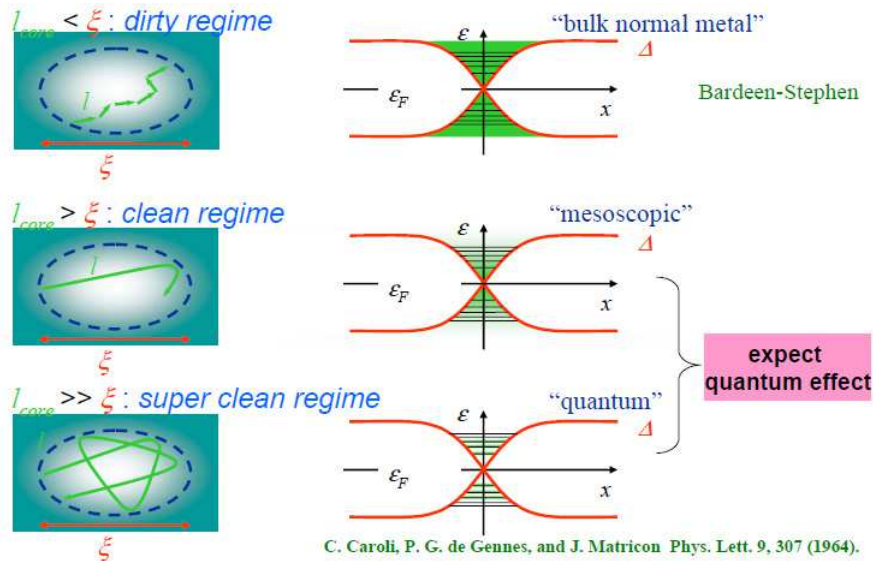 l_core < ξ : dirty regime
ε
"bulk normal metal"
Δ
l
ε_F
x
Bardeen-Stephen
ξ
l_core > ξ : clean regime
ε
"mesoscopic"
Δ
l
ε_F
x
ξ
expect
quantum effect
l_core >> ξ : super clean regime
ε
"quantum"
Δ
l
ε_F
x
ξ
C. Caroli, P. G. de Gennes, and J. Matricon Phys. Lett. 9, 307 (1964).